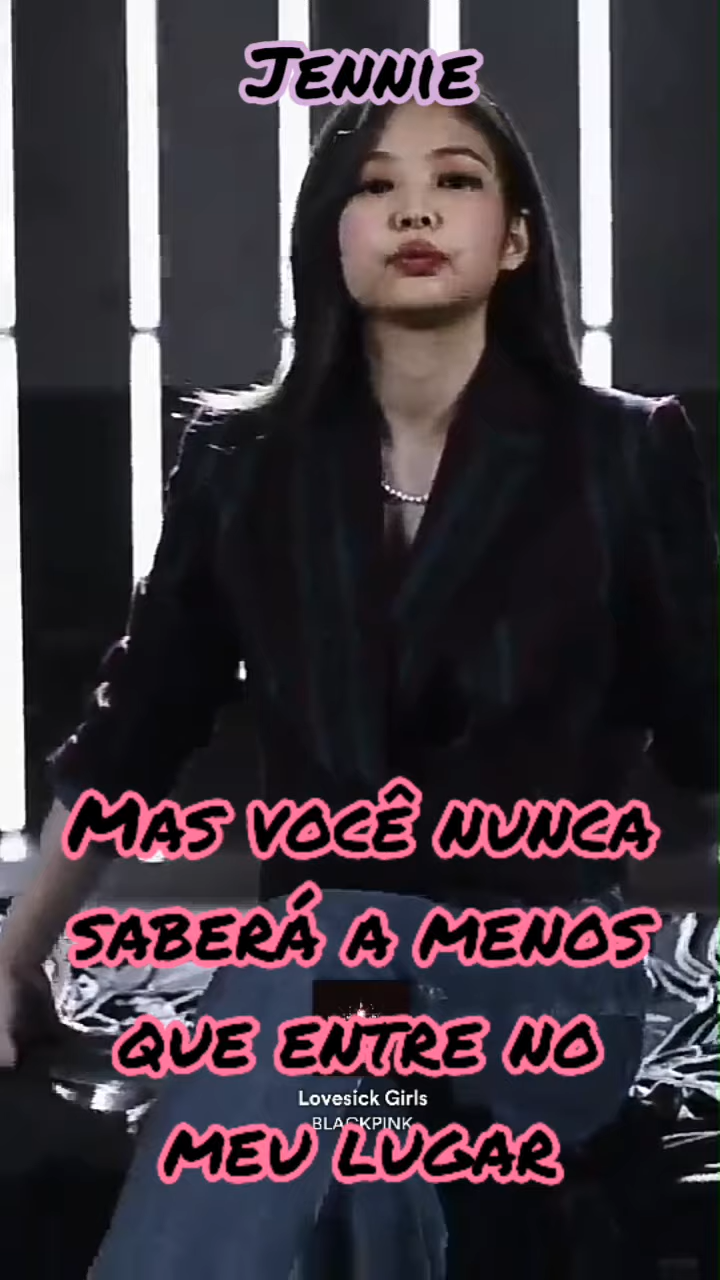 Jennie
Mas você nunca
saberá a menos
que entre no
Lovesick Girls
BLACKPINK
meu lugar